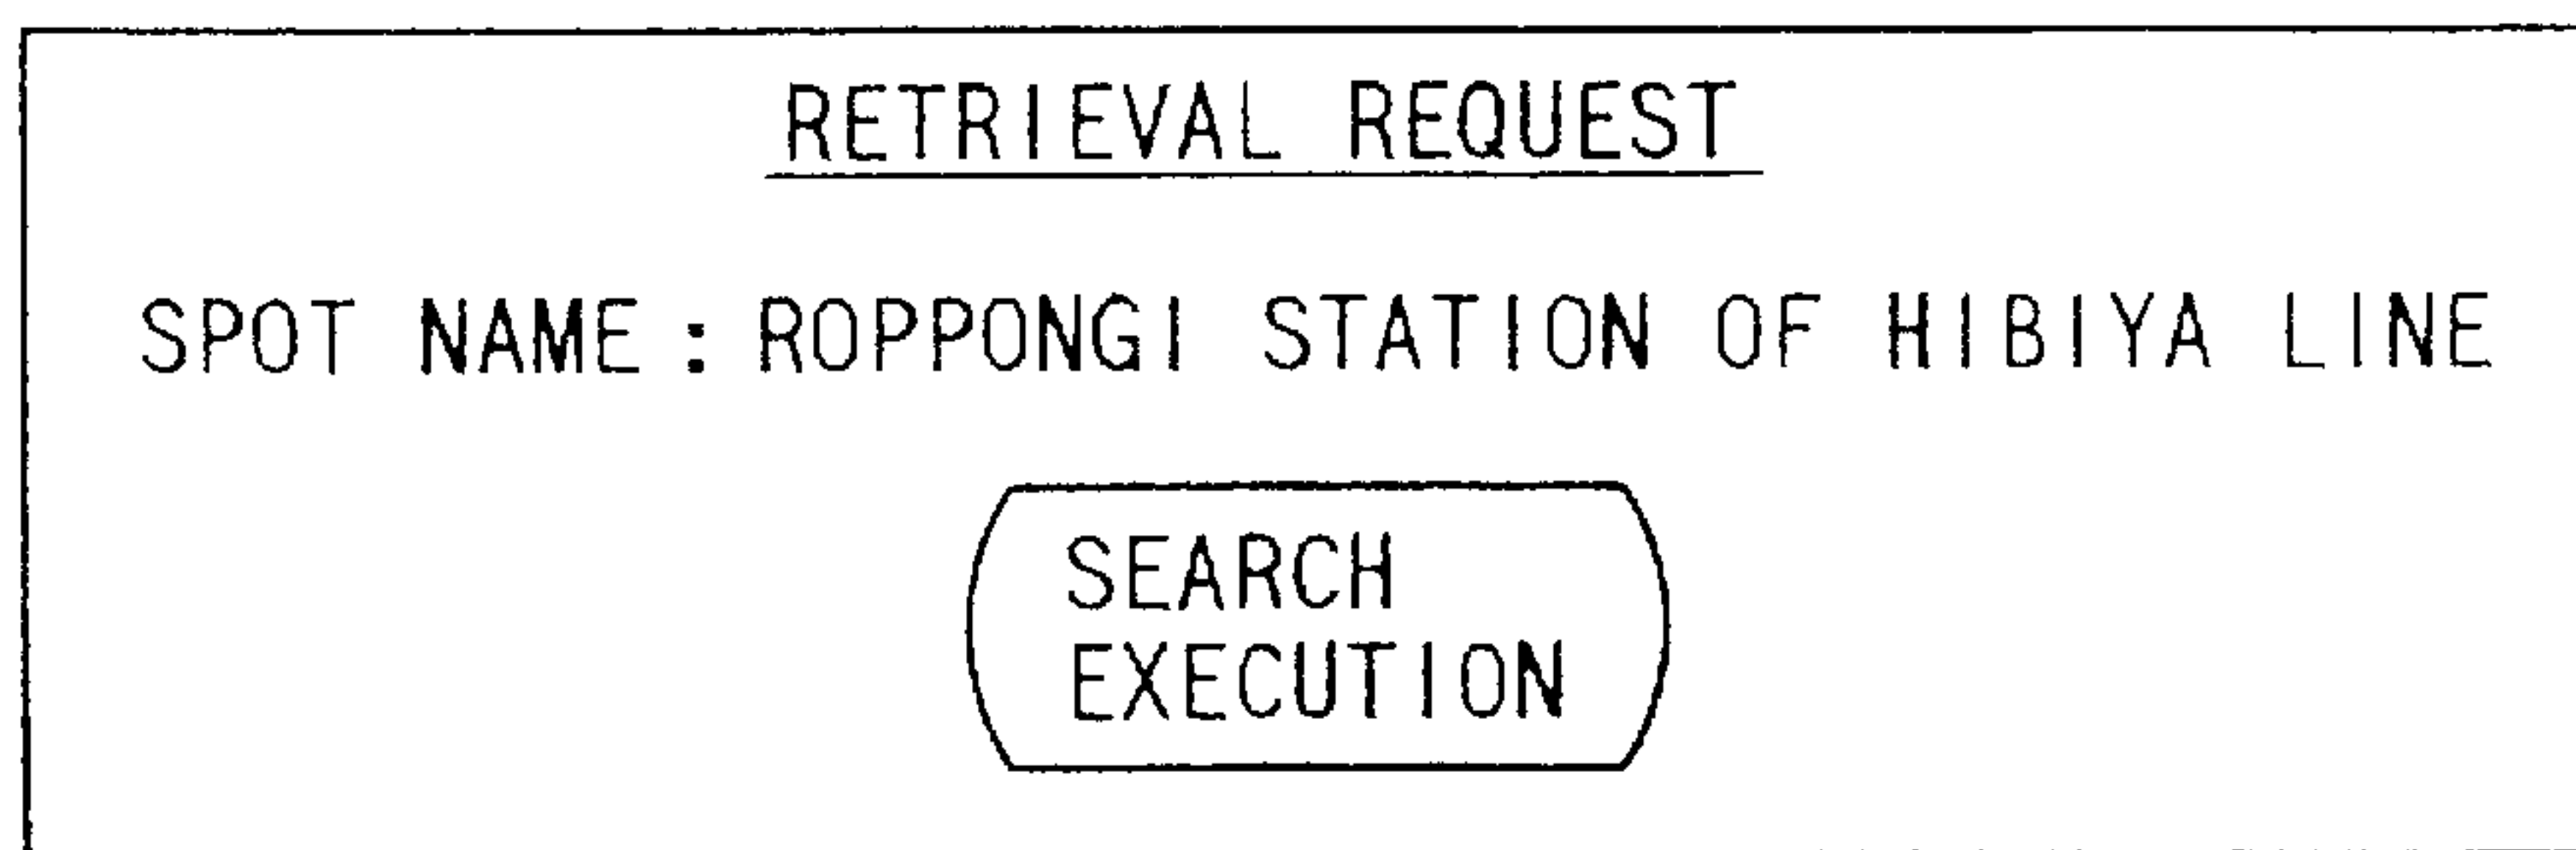 RETRIEVAL REQUEST
SPOT NAME : ROPPONGI STATION OF HIBIYA LINE
SEARCH
EXECUTION